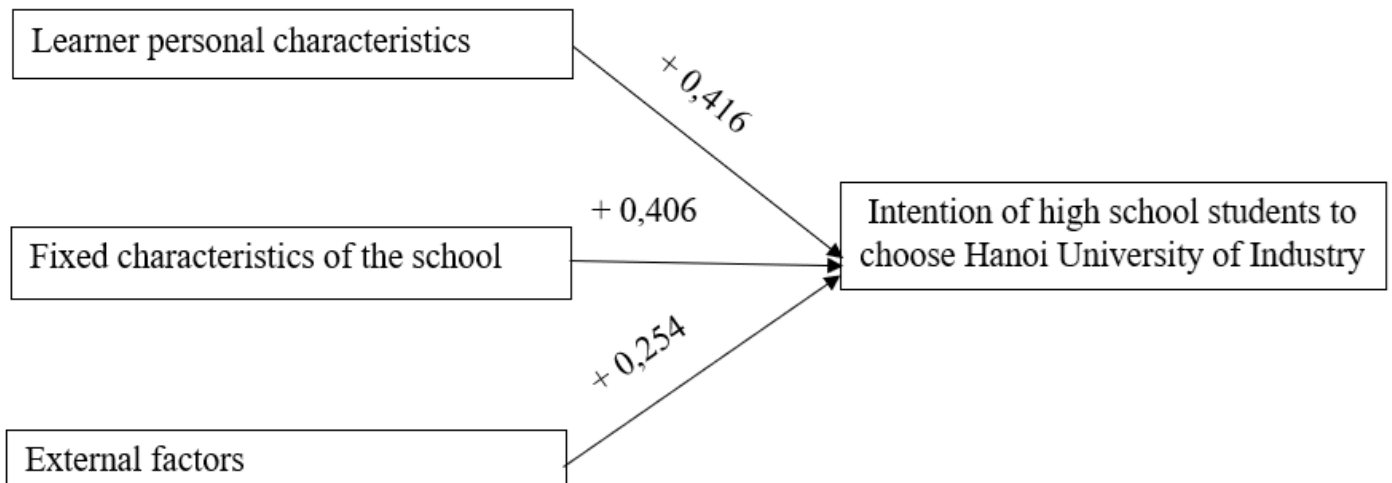 Learner personal characteristics
+ 0,416
+ 0,406
Fixed characteristics of the school
Intention of high school students to
choose Hanoi University of Industry
+ 0,254
External factors